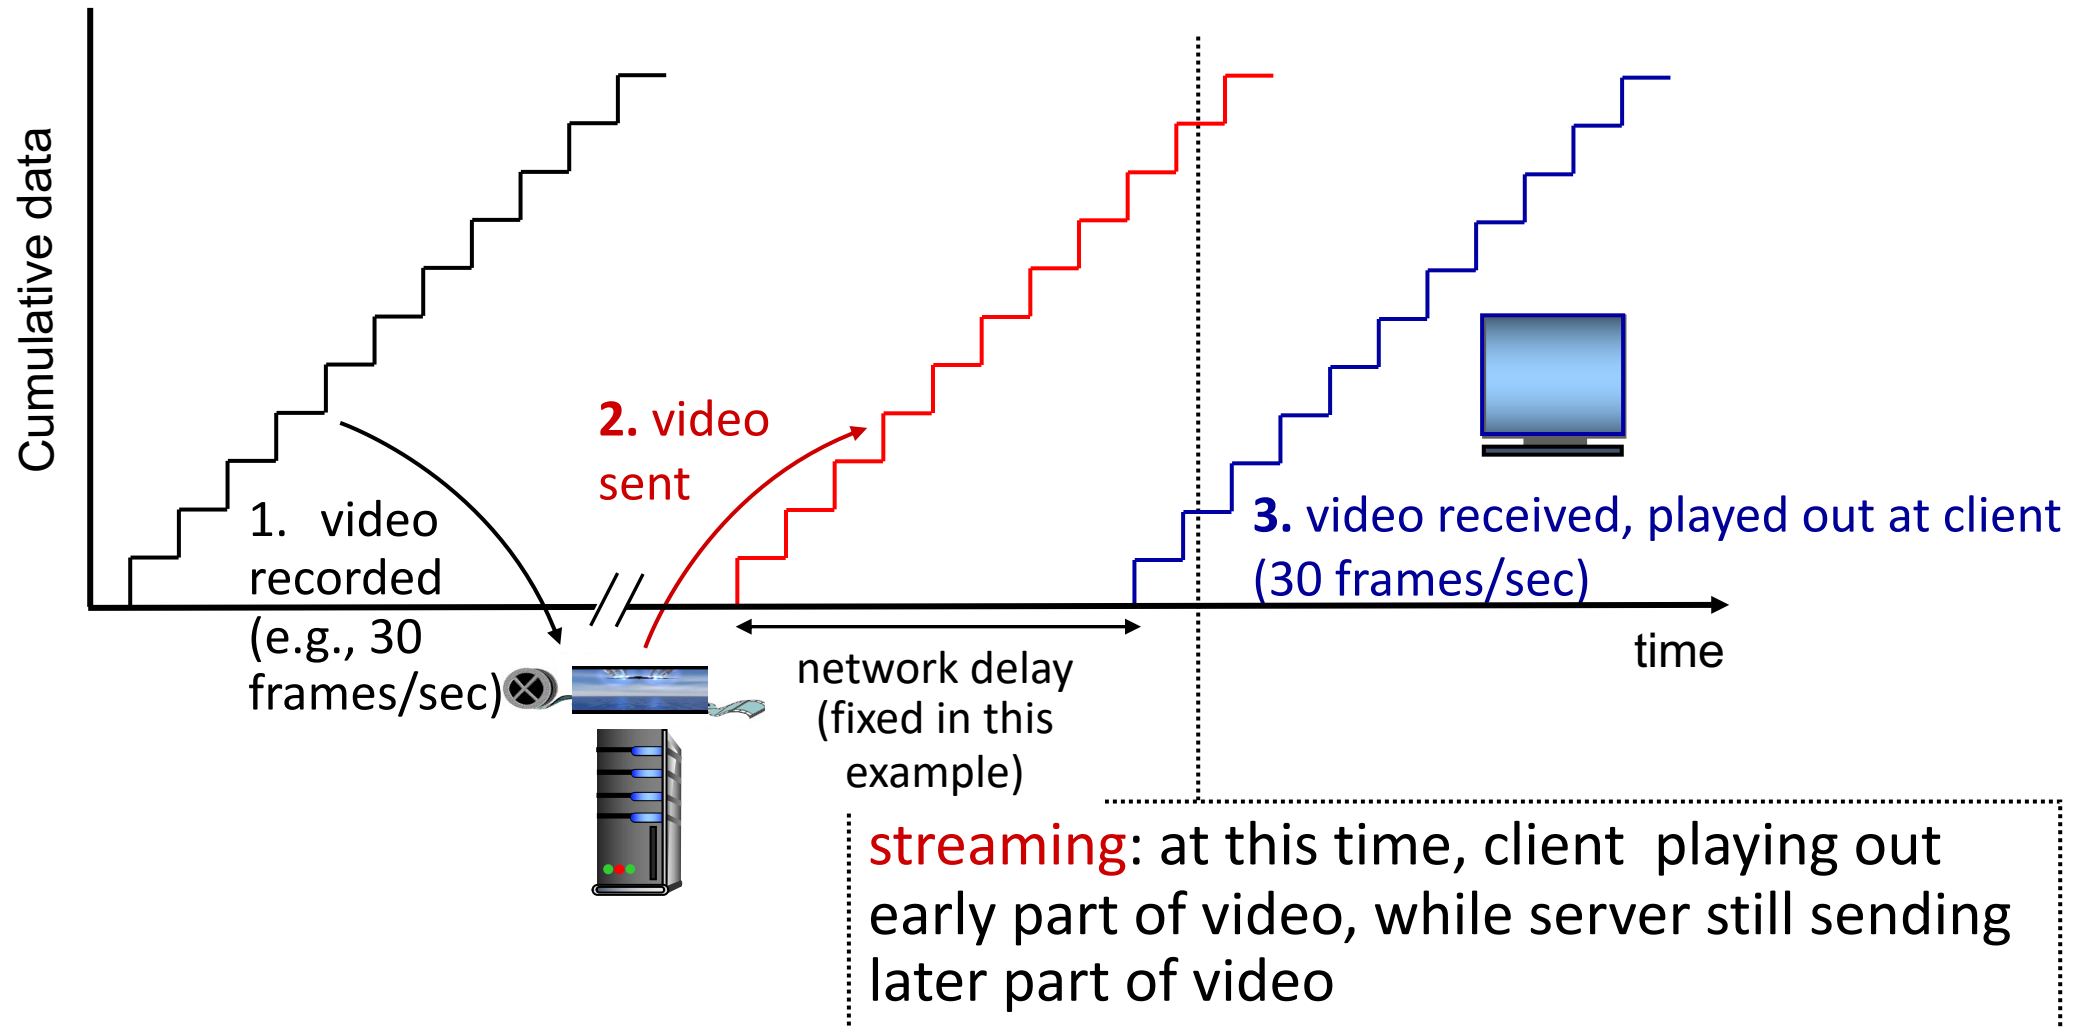 Cumulative data
1. video
recorded
(e.g., 30
frames/sec)
2. video
sent
3. video received, played out at client
(30 frames/sec)
time
network delay
(fixed in this
example)
streaming: at this time, client playing out
early part of video, while server still sending
later part of video